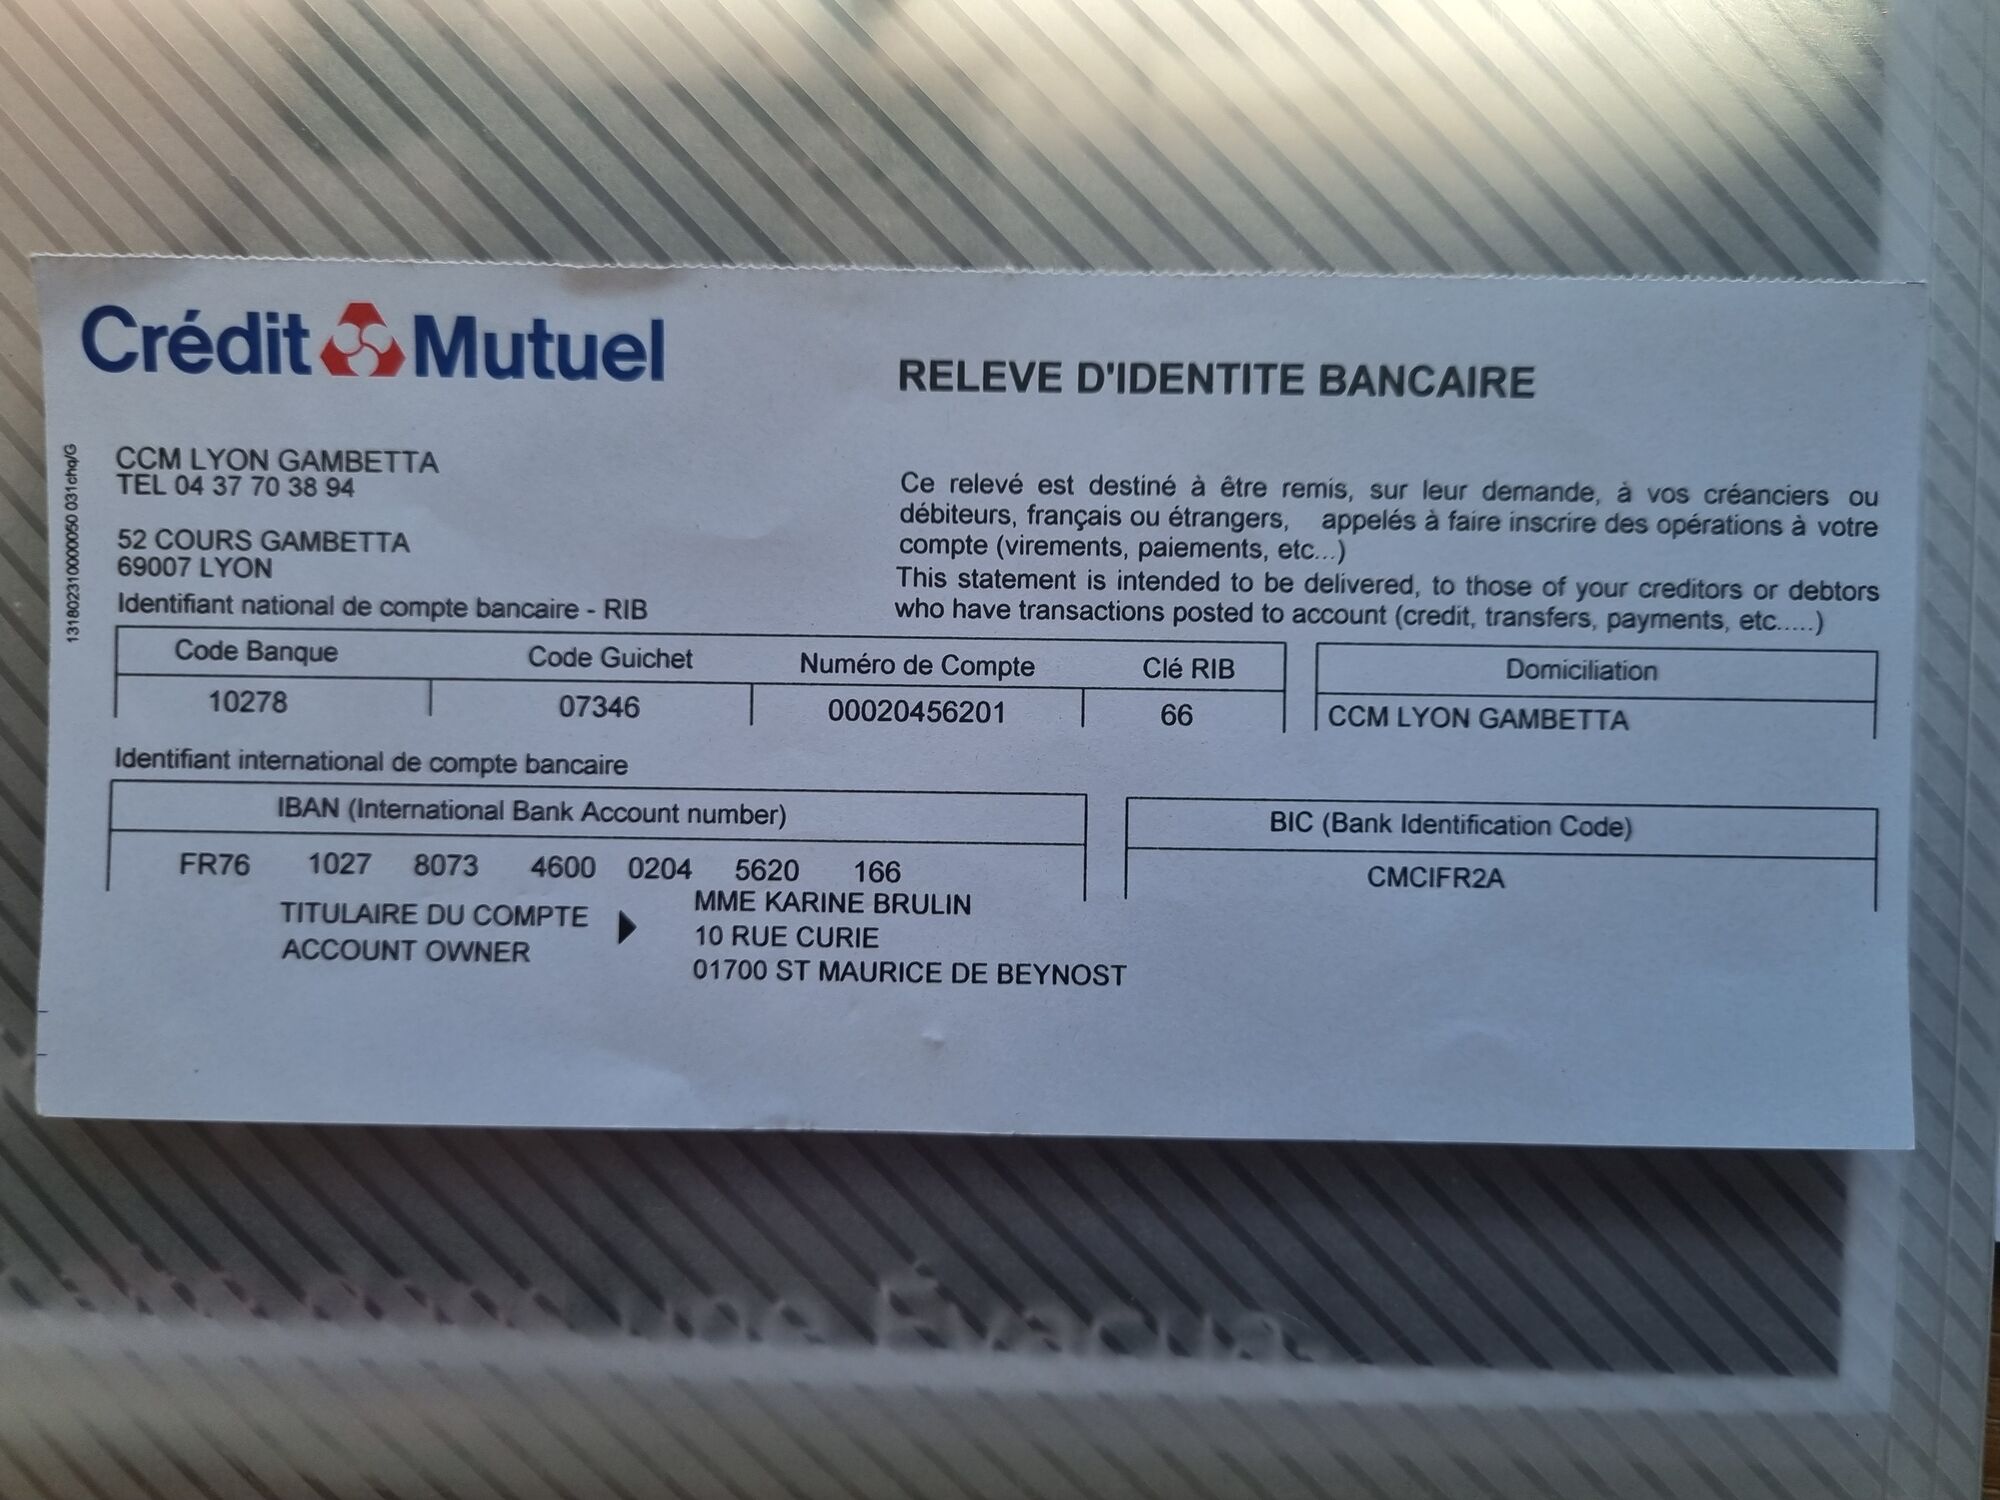 Crédit Mutuel
RELEVE D'IDENTITE BANCAIRE
13180231000050 031chq/G
CCM LYON GAMBETTA
TEL 04 37 70 38 94
52 COURS GAMBETTA
69007 LYON
Ce relevé est destiné à être remis, sur leur demande, à vos créanciers ou
débiteurs, français ou étrangers, appelés à faire inscrire des opérations à votre
compte (virements, paiements, etc...)
This statement is intended to be delivered, to those of your creditors or debtors
who have transactions posted to account (credit, transfers, payments, etc.....)
Identifiant national de compte bancaire - RIB
Code Banque Code Guichet Numéro de Compte Clé RIB Domiciliation
10278 07346 00020456201 66 CCM LYON GAMBETTA
Identifiant international de compte bancaire
IBAN (International Bank Account number) BIC (Bank Identification Code)
FR76 1027 8073 4600 0204 5620 166 CMCIFR2A
TITULAIRE DU COMPTE
ACCOUNT OWNER
MME KARINE BRULIN
10 RUE CURIE
01700 ST MAURICE DE BEYNOST